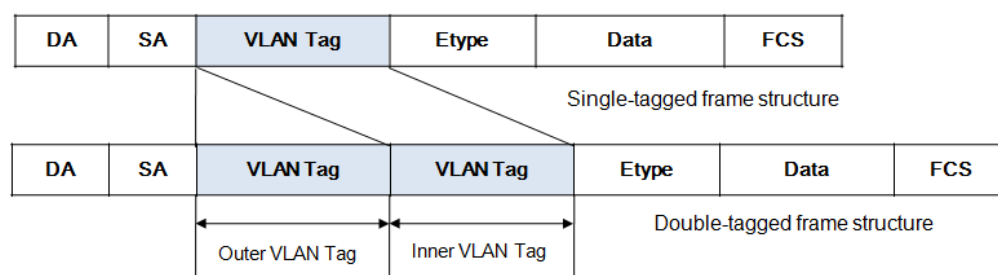 DA SA VLAN Tag Etype Data FCS
Single-tagged frame structure
DA SA VLAN Tag VLAN Tag Etype Data FCS
Double-tagged frame structure
Outer VLAN Tag Inner VLAN Tag